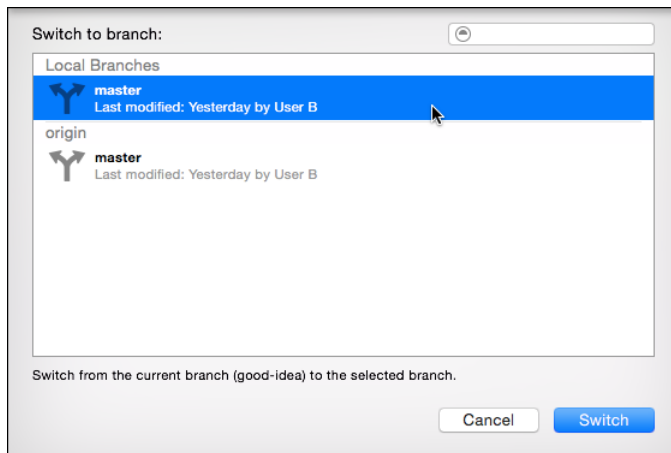 Switch to branch:
Local Branches
master
Last modified: Yesterday by User B
origin
master
Last modified: Yesterday by User B
Switch from the current branch (good-idea) to the selected branch.
Cancel
Switch